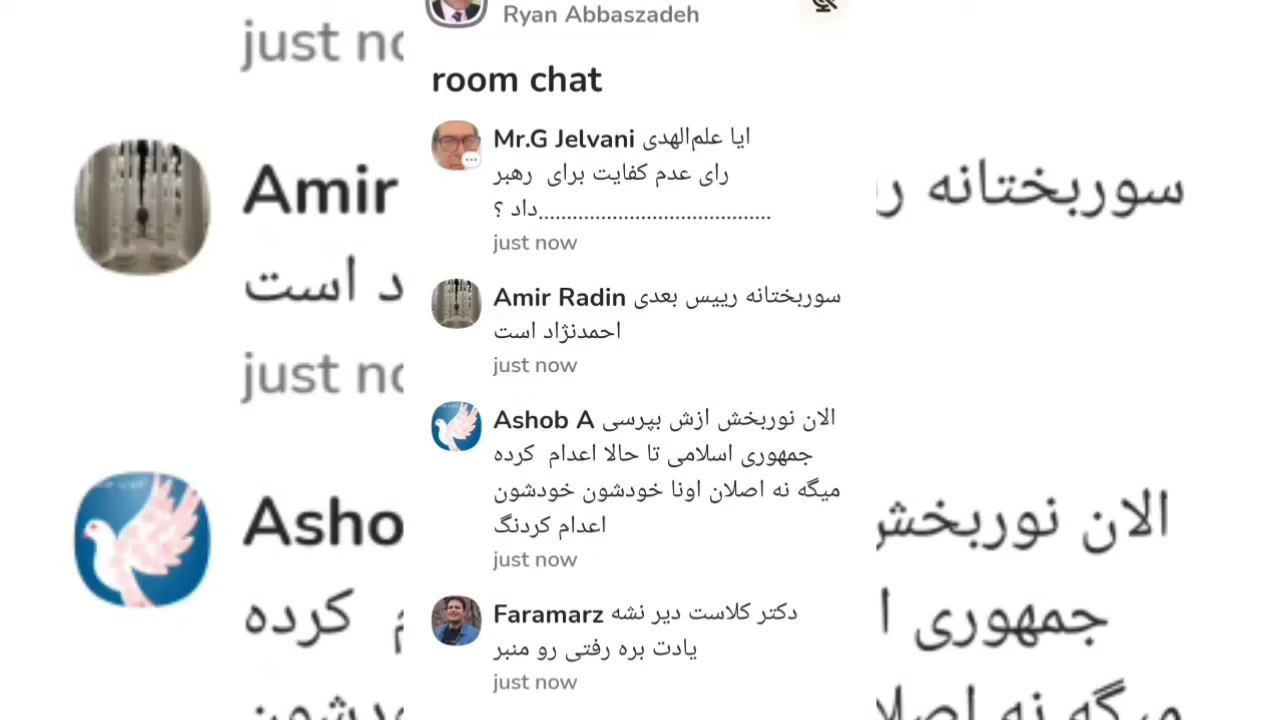 Ryan Abbaszadeh
room chat
Mr.G Jelvani ایا علم‌الهدی
رای عدم کفایت برای  رهبر
داد ؟.........................................
just now
Amir Radin سوربختانه رییس بعدی
احمدنژاد است
just now
Ashob A الان نوربخش ازش بپرسی
جمهوری اسلامی تا حالا اعدام  کرده
میگه نه اصلان اونا خودشون خودشون
اعدام کردنگ
just now
Faramarz دکتر کلاست دیر نشه
یادت بره رفتی رو منبر
just now